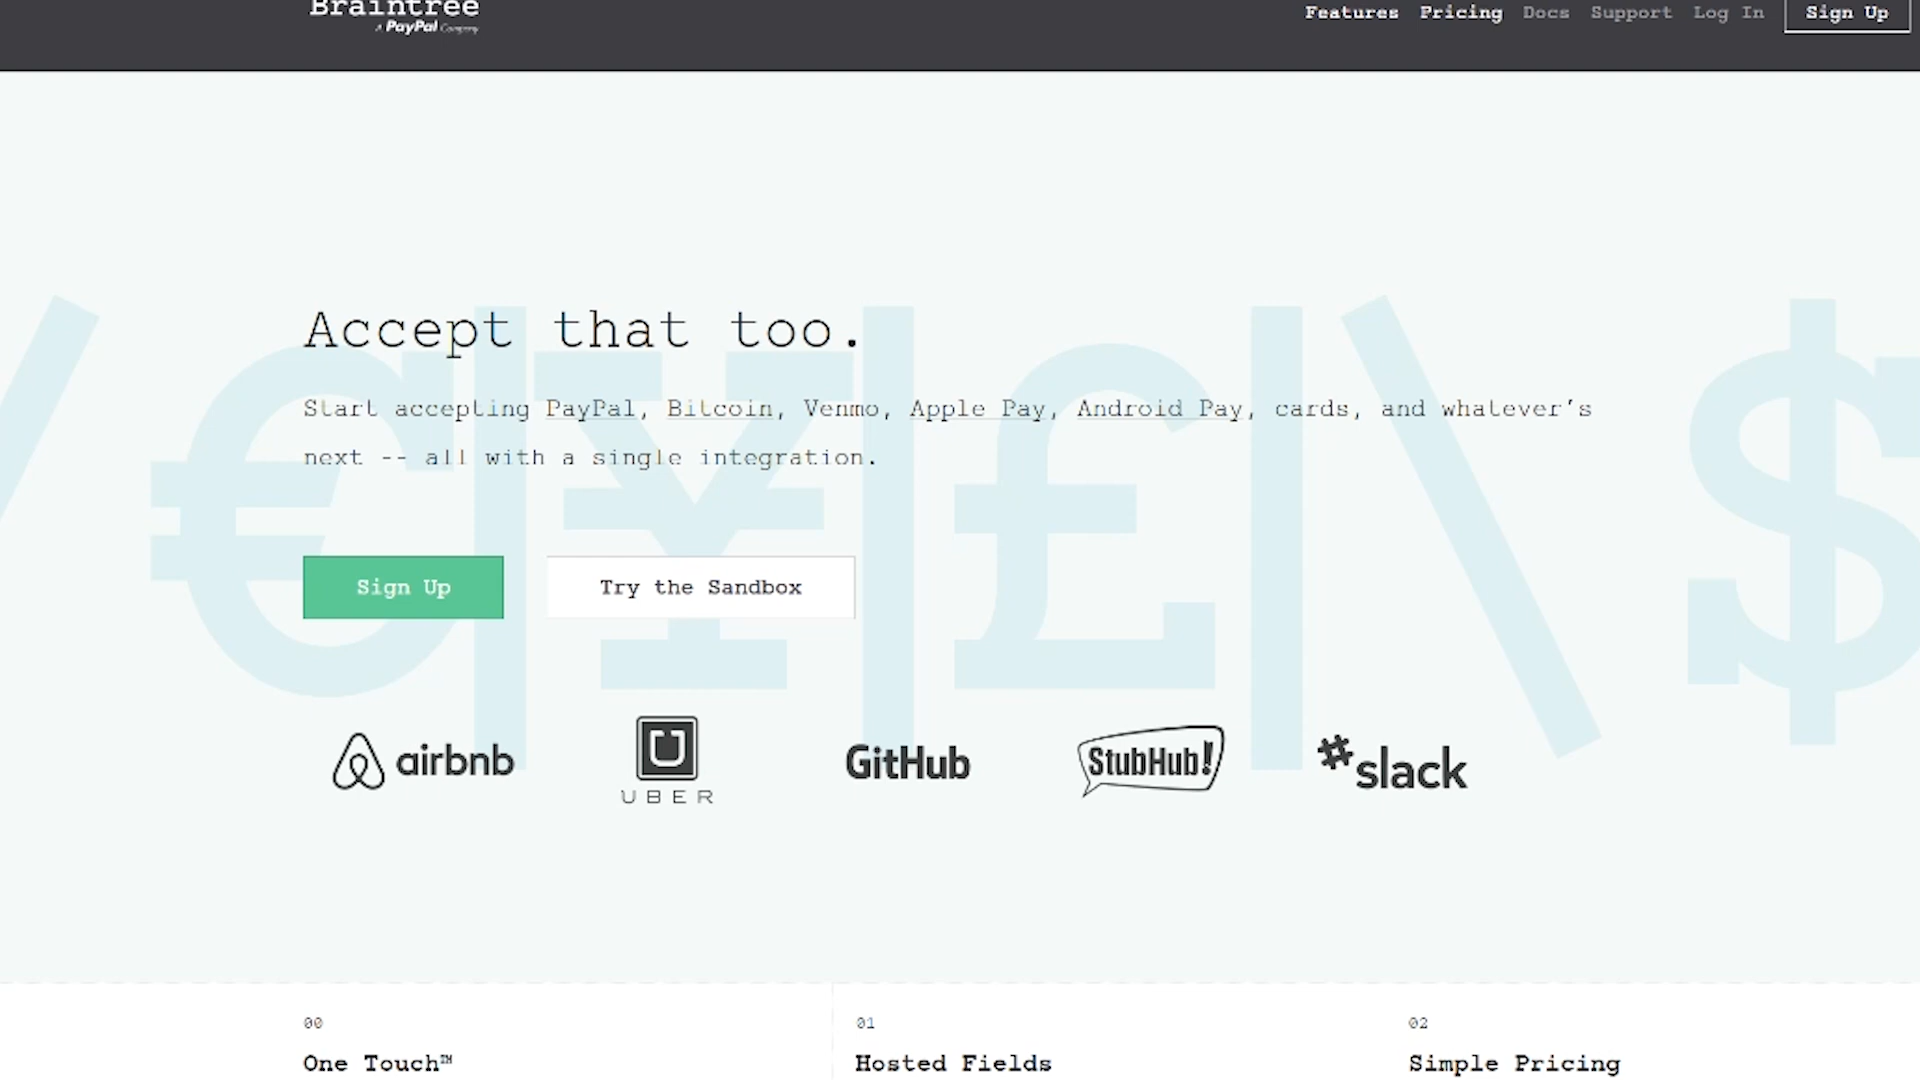 Braintree
A PayPal Company
Features Pricing Docs Support Log In Sign Up
Accept that too.
Start accepting PayPal, Bitcoin, Venmo, Apple Pay, Android Pay, cards, and whatever's
next -- all with a single integration.
Sign Up Try the Sandbox
airbnb
UBER
GitHub
StubHub!
slack
00 01 02
One Touch™ Hosted Fields Simple Pricing